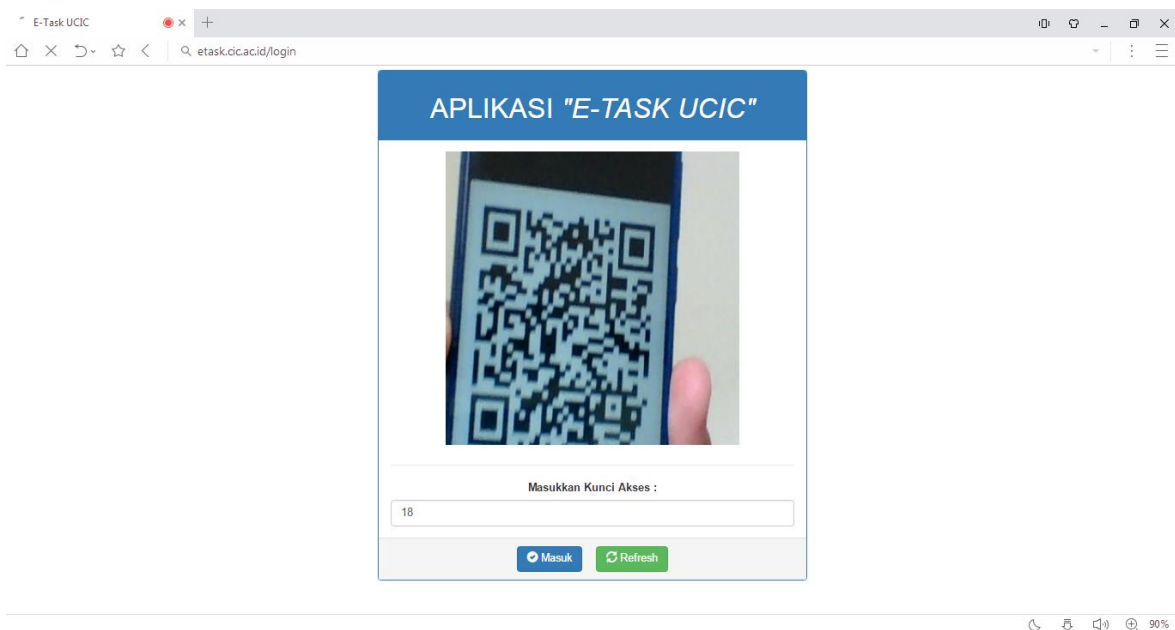 E-Task UCIC
etask.cic.ac.id/login
APLIKASI "E-TASK UCIC"
Masukkan Kunci Akses :
18
Masuk Refresh
90%